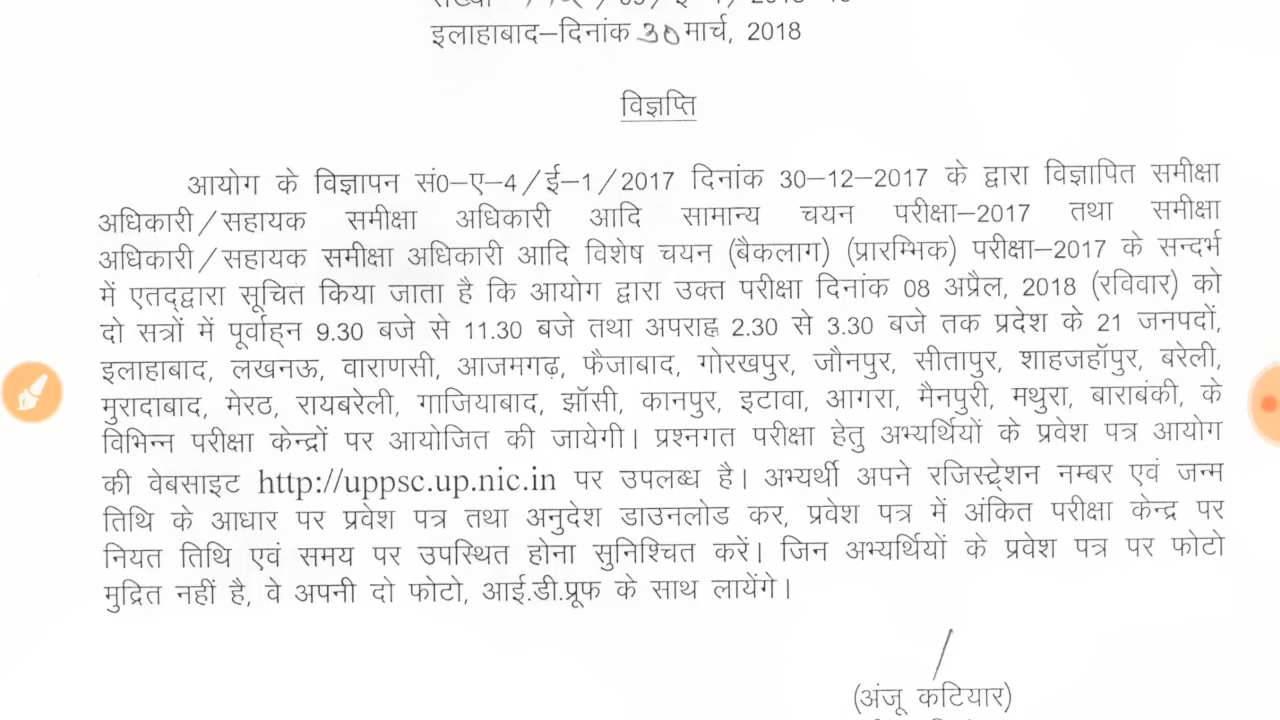 इलाहाबाद–दिनांक 30 मार्च, 2018
विज्ञप्ति
आयोग के विज्ञापन सं0–ए–4/ई–1/2017 दिनांक 30–12–2017 के द्वारा विज्ञापित समीक्षा
अधिकारी/सहायक समीक्षा अधिकारी आदि सामान्य चयन परीक्षा–2017 तथा समीक्षा
अधिकारी/सहायक समीक्षा अधिकारी आदि विशेष चयन (बैकलाग) (प्रारम्भिक) परीक्षा–2017 के सन्दर्भ
में एतद्द्वारा सूचित किया जाता है कि आयोग द्वारा उक्त परीक्षा दिनांक 08 अप्रैल, 2018 (रविवार) को
दो सत्रों में पूर्वाह्न 9.30 बजे से 11.30 बजे तथा अपराह्न 2.30 से 3.30 बजे तक प्रदेश के 21 जनपदों,
इलाहाबाद, लखनऊ, वाराणसी, आजमगढ़, फैजाबाद, गोरखपुर, जौनपुर, सीतापुर, शाहजहॉपुर, बरेली,
मुरादाबाद, मेरठ, रायबरेली, गाजियाबाद, झॉसी, कानपुर, इटावा, आगरा, मैनपुरी, मथुरा, बाराबंकी, के
विभिन्न परीक्षा केन्द्रों पर आयोजित की जायेगी। प्रश्नगत परीक्षा हेतु अभ्यर्थियों के प्रवेश पत्र आयोग
की वेबसाइट http://uppsc.up.nic.in पर उपलब्ध है। अभ्यर्थी अपने रजिस्ट्रेशन नम्बर एवं जन्म
तिथि के आधार पर प्रवेश पत्र तथा अनुदेश डाउनलोड कर, प्रवेश पत्र में अंकित परीक्षा केन्द्र पर
नियत तिथि एवं समय पर उपस्थित होना सुनिश्चित करें। जिन अभ्यर्थियों के प्रवेश पत्र पर फोटो
मुद्रित नहीं है, वे अपनी दो फोटो, आई.डी.प्रूफ के साथ लायेंगे।
(अंजू कटियार)